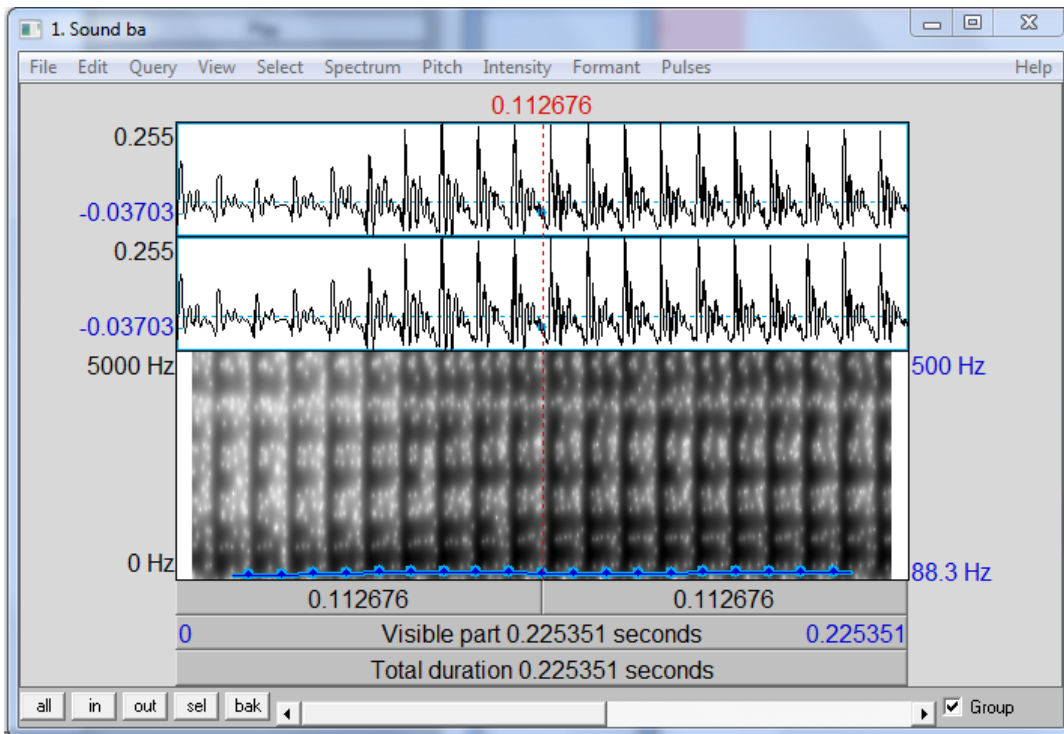 1. Sound ba
File Edit Query View Select Spectrum Pitch Intensity Formant Pulses Help
0.112676
0.255
-0.03703
0.255
-0.03703
5000 Hz 500 Hz
0 Hz 88.3 Hz
0.112676 0.112676
0 Visible part 0.225351 seconds 0.225351
Total duration 0.225351 seconds
all in out sel bak Group